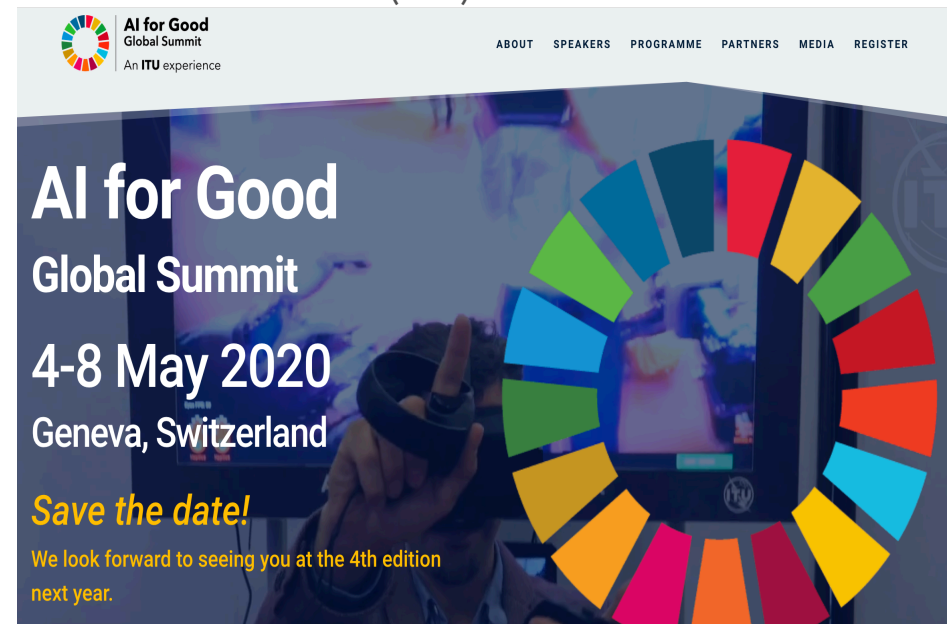 AI for Good
Global Summit
An ITU experience
ABOUT SPEAKERS PROGRAMME PARTNERS MEDIA REGISTER
AI for Good
Global Summit
4-8 May 2020
Geneva, Switzerland
Save the date!
We look forward to seeing you at the 4th edition
next year.
ITU
ITU